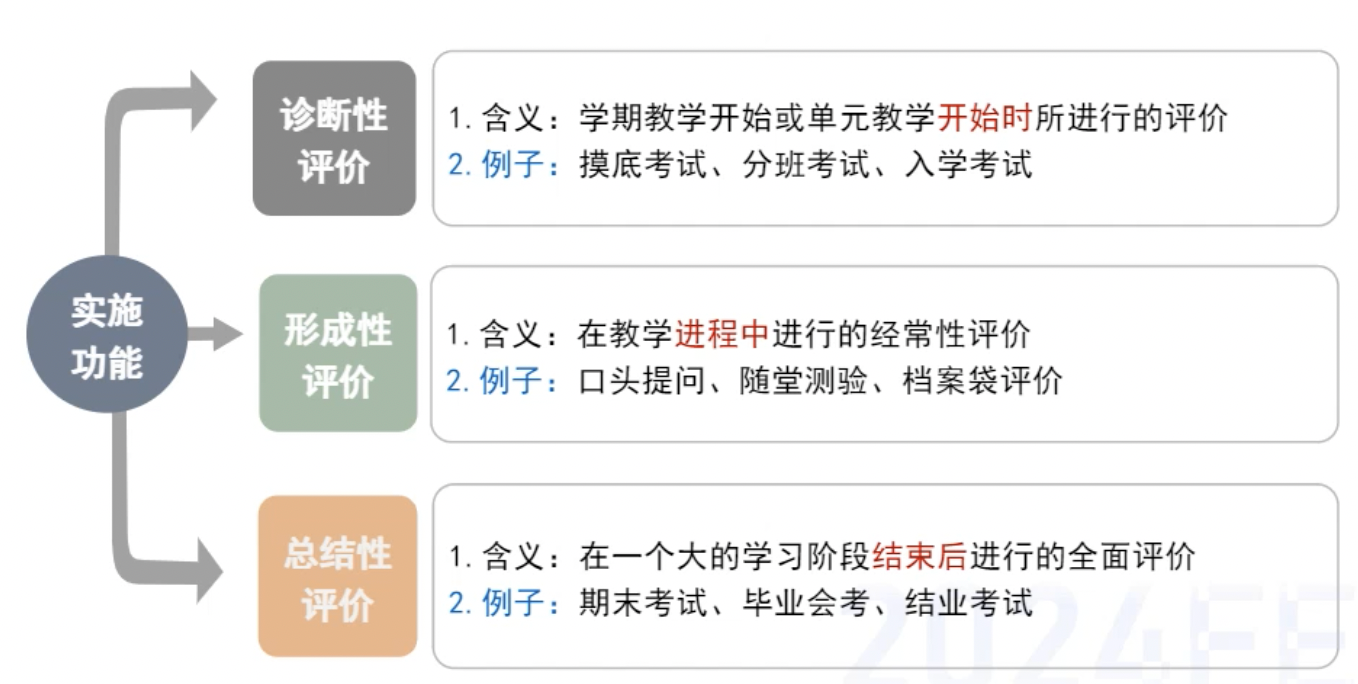 诊断性
评价
1. 含义：学期教学开始或单元教学开始时所进行的评价
2. 例子：摸底考试、分班考试、入学考试
实施
功能
形成性
评价
1. 含义：在教学进程中进行的经常性评价
2. 例子：口头提问、随堂测验、档案袋评价
总结性
评价
1. 含义：在一个大的学习阶段结束后进行的全面评价
2. 例子：期末考试、毕业会考、结业考试
2024FE